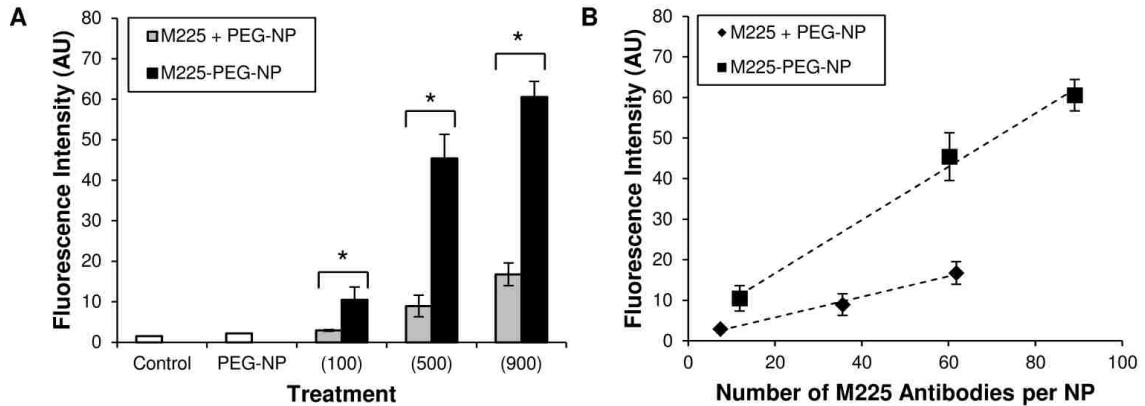 A
Fluorescence Intensity (AU)
80
70
60
50
40
30
20
10
0
M225 + PEG-NP
M225-PEG-NP
*
*
*
Control
PEG-NP
(100)
(500)
(900)
Treatment
B
Fluorescence Intensity (AU)
80
70
60
50
40
30
20
10
0
M225 + PEG-NP
M225-PEG-NP
0
20
40
60
80
100
Number of M225 Antibodies per NP